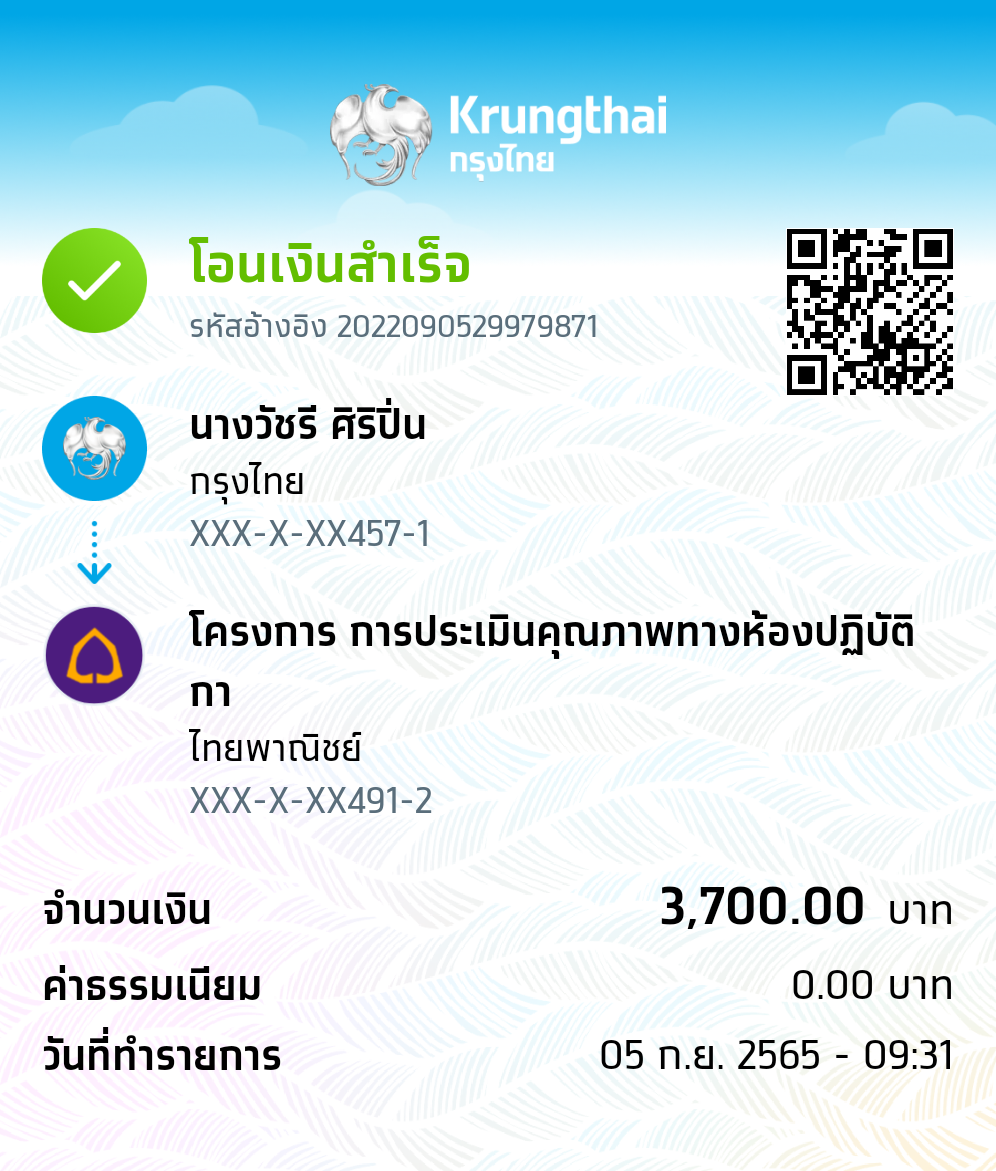 Krungthai
กรุงไทย
โอนเงินสำเร็จ
รหัสอ้างอิง 2022090529979871
นางวัชรี ศิริปิ่น
กรุงไทย
XXX-X-XX457-1
โครงการ การประเมินคุณภาพทางห้องปฏิบัติ
กา
ไทยพาณิชย์
XXX-X-XX491-2
จำนวนเงิน 3,700.00 บาท
ค่าธรรมเนียม 0.00 บาท
วันที่ทำรายการ 05 ก.ย. 2565 - 09:31